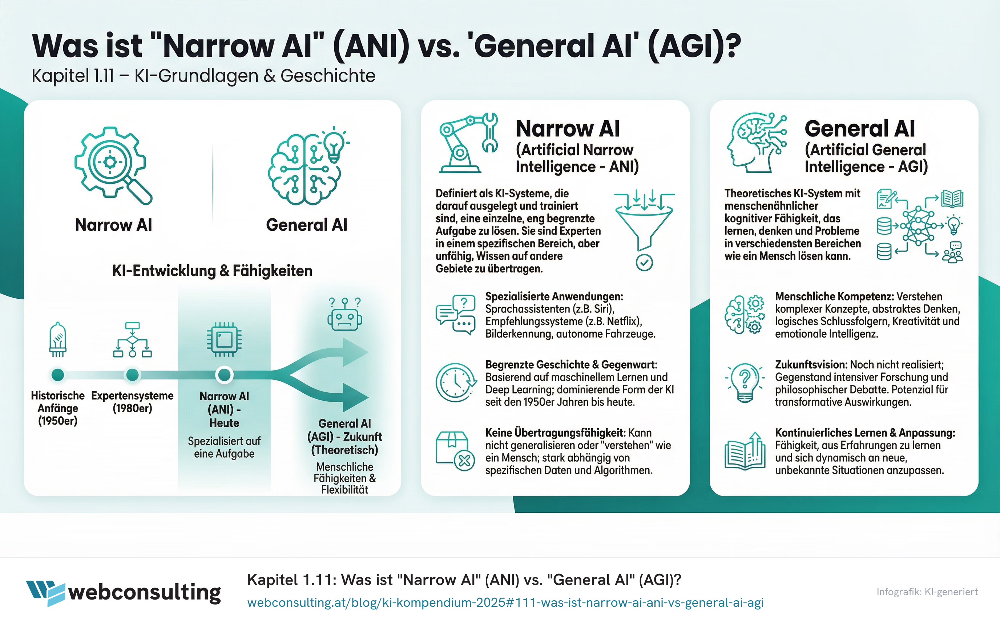 Was ist "Narrow AI" (ANI) vs. 'General AI' (AGI)?
Kapitel 1.11 – KI-Grundlagen & Geschichte
Narrow AI
General AI
KI-Entwicklung & Fähigkeiten
? ?
Historische
Anfänge
(1950er)
Expertensysteme
(1980er)
Narrow AI
(ANI) -
Heute
Spezialisiert auf
eine Aufgabe
General AI
(AGI) - Zukunft
(Theoretisch)
Menschliche
Fähigkeiten &
Flexibilität
Narrow AI
(Artificial Narrow
Intelligence - ANI)
Definiert als KI-Systeme, die
darauf ausgelegt und trainiert
sind, eine einzelne, eng begrenzte
Aufgabe zu lösen. Sie sind Experten
in einem spezifischen Bereich, aber
unfähig, Wissen auf andere
Gebiete zu übertragen.
?
Spezialisierte Anwendungen:
Sprachassistenten (z.B. Siri),
Empfehlungssysteme (z.B. Netflix),
Bilderkennung, autonome Fahrzeuge.
Begrenzte Geschichte & Gegenwart:
Basierend auf maschinellem Lernen und
Deep Learning; dominierende Form der KI
seit den 1950er Jahren bis heute.
Keine Übertragungsfähigkeit: Kann
nicht generalisieren oder "verstehen" wie
ein Mensch; stark abhängig von
spezifischen Daten und Algorithmen.
General AI
(Artificial General
Intelligence - AGI)
Theoretisches KI-System mit
menschenähnlicher
kognitiver Fähigkeit, das
lernen, denken und Probleme
in verschiedensten Bereichen
wie ein Mensch lösen kann.
Menschliche Kompetenz: Verstehen
komplexer Konzepte, abstraktes Denken,
logisches Schlussfolgern, Kreativität und
emotionale Intelligenz.
?
Zukunftsvision: Noch nicht realisiert;
Gegenstand intensiver Forschung und
philosophischer Debatte. Potenzial für
transformative Auswirkungen.
Kontinuierliches Lernen & Anpassung:
Fähigkeit, aus Erfahrungen zu lernen
und sich dynamisch an neue,
unbekannte Situationen anzupassen.
webconsulting
Kapitel 1.11: Was ist "Narrow AI" (ANI) vs. "General AI" (AGI)?
webconsulting.at/blog/ki-kompendium-2025#111-was-ist-narrow-ai-ani-vs-general-ai-agi
Infografik: KI-generiert